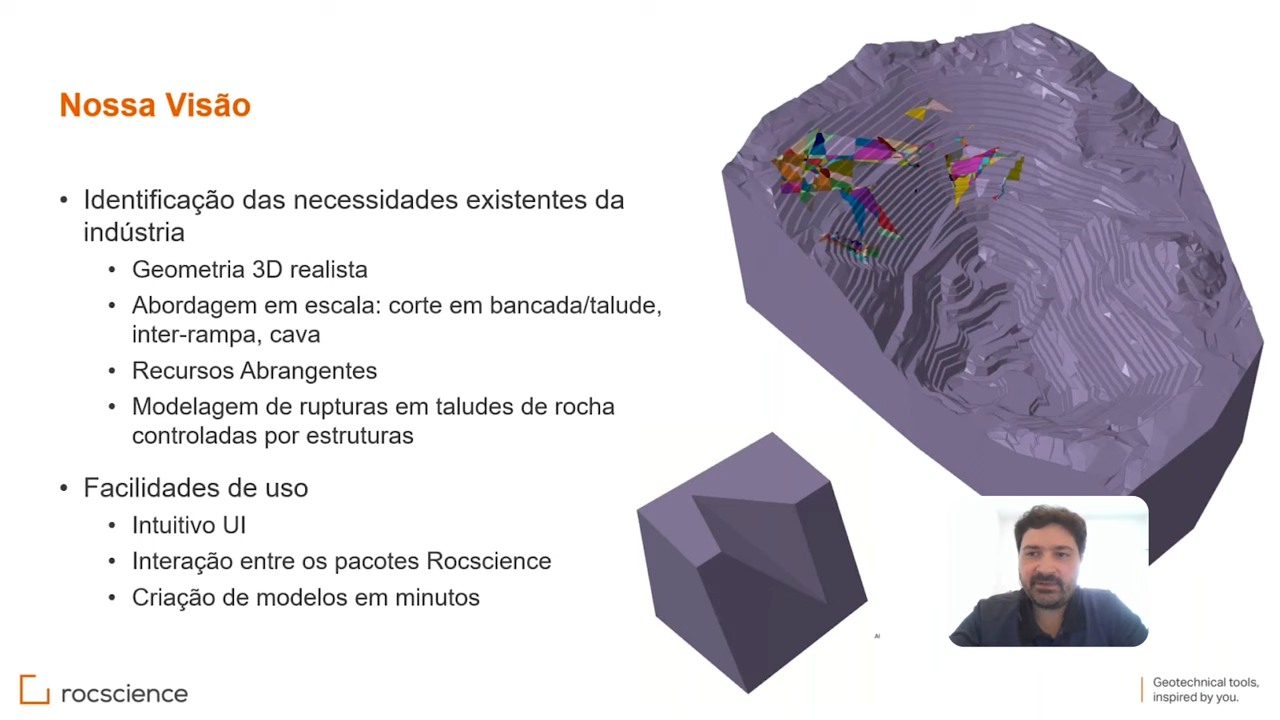 Nossa Visão
• Identificação das necessidades existentes da
indústria
• Geometria 3D realista
• Abordagem em escala: corte em bancada/talude,
inter-rampa, cava
• Recursos Abrangentes
• Modelagem de rupturas em taludes de rocha
controladas por estruturas
• Facilidades de uso
• Intuitivo UI
• Interação entre os pacotes Rocscience
• Criação de modelos em minutos
rocscience
Geotechnical tools,
inspired by you.